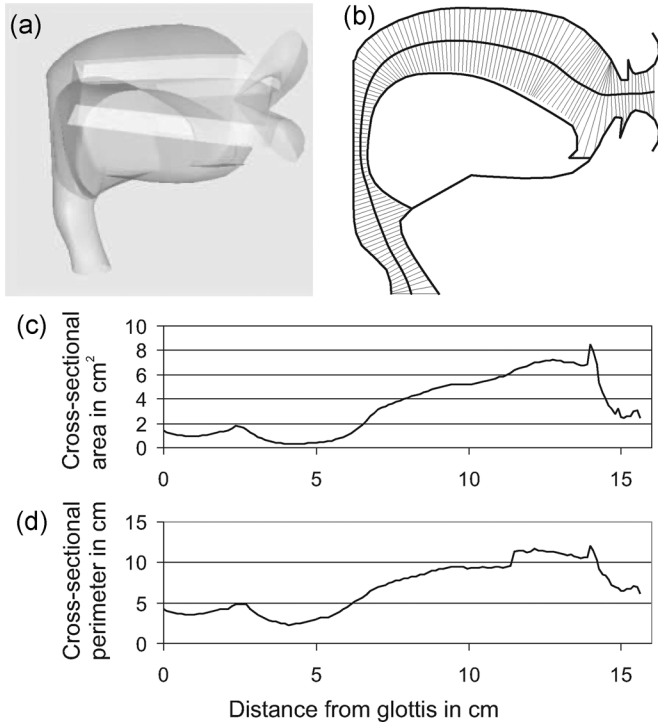 (a)
(b)
(c)
Cross-sectional
area in cm²
10
8
6
4
2
0
0 5 10 15
(d)
Cross-sectional
perimeter in cm
15
10
5
0
0 5 10 15
Distance from glottis in cm